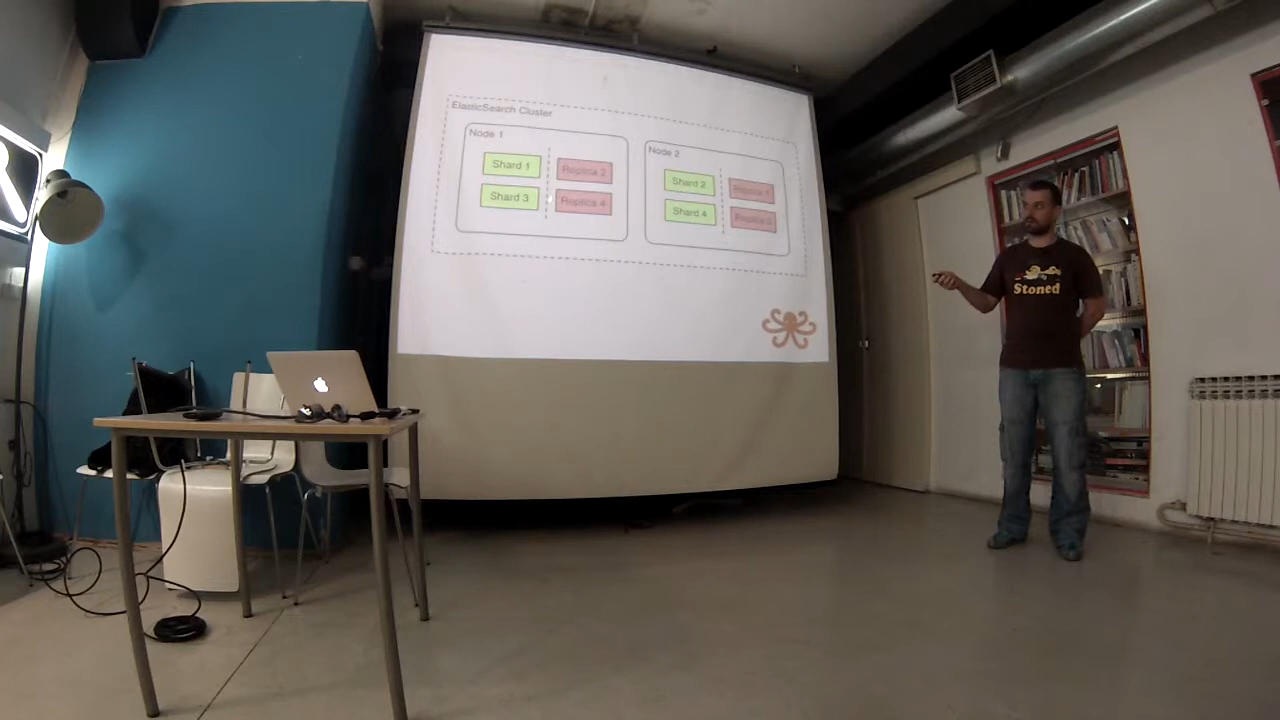 ElasticSearch Cluster
Node 1
Shard 1
Replica 2
Shard 3
Replica 4
Node 2
Shard 2
Replica 1
Shard 4
Replica
Stoned